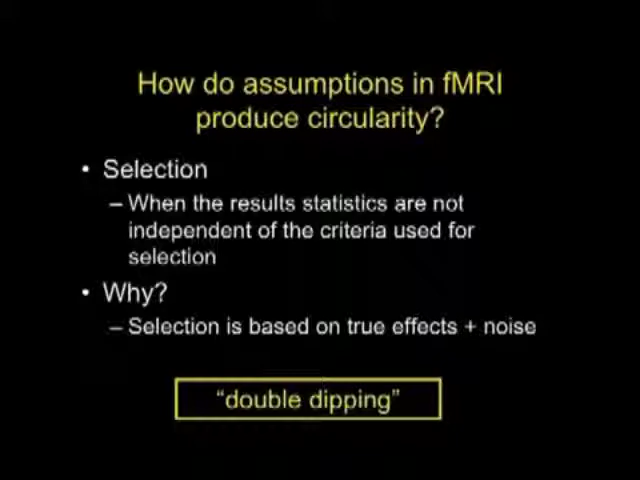 How do assumptions in fMRI
produce circularity?
• Selection
– When the results statistics are not
independent of the criteria used for
selection
• Why?
– Selection is based on true effects + noise
“double dipping”